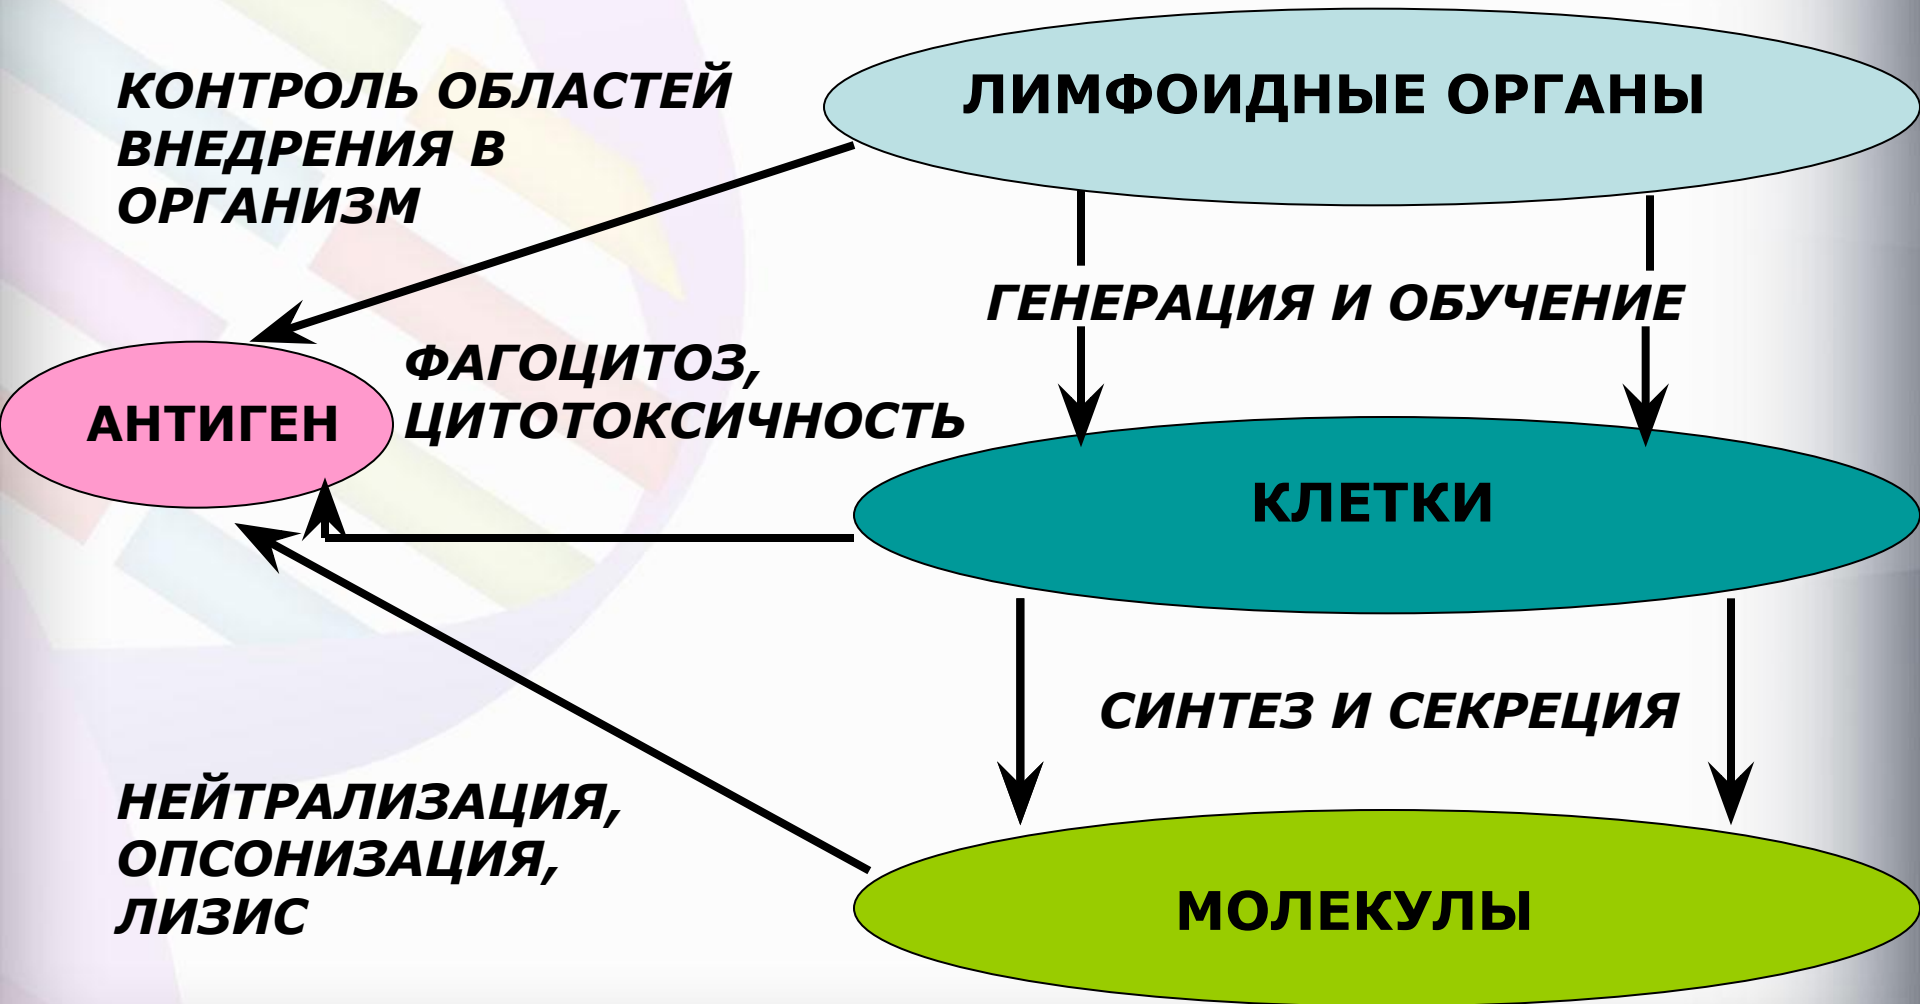 КОНТРОЛЬ ОБЛАСТЕЙ
ВНЕДРЕНИЯ В
ОРГАНИЗМ
ЛИМФОИДНЫЕ ОРГАНЫ
ГЕНЕРАЦИЯ И ОБУЧЕНИЕ
ФАГОЦИТОЗ,
ЦИТОТОКСИЧНОСТЬ
АНТИГЕН
КЛЕТКИ
СИНТЕЗ И СЕКРЕЦИЯ
НЕЙТРАЛИЗАЦИЯ,
ОПСОНИЗАЦИЯ,
ЛИЗИС
МОЛЕКУЛЫ